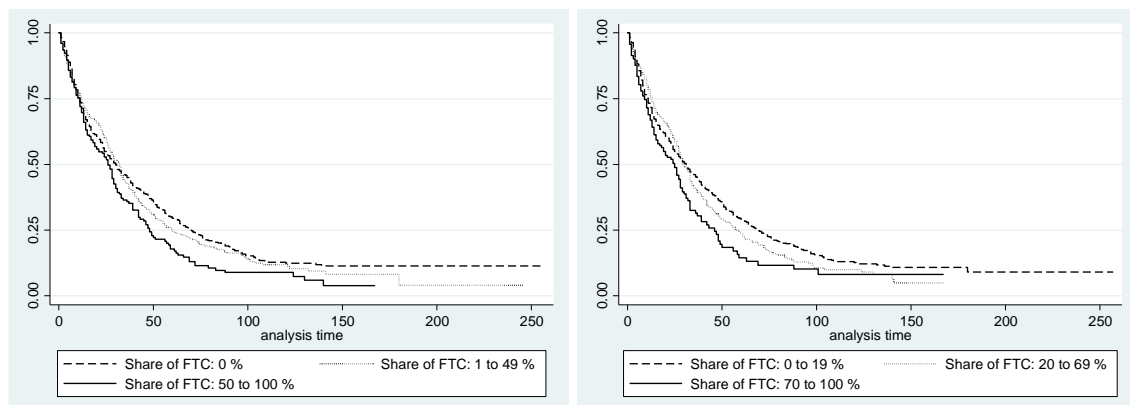 1.00
0.75
0.50
0.25
0.00
0 50 100 150 200 250
analysis time
Share of FTC: 0 % Share of FTC: 1 to 49 %
Share of FTC: 50 to 100 %
1.00
0.75
0.50
0.25
0.00
0 50 100 150 200 250
analysis time
Share of FTC: 0 to 19 % Share of FTC: 20 to 69 %
Share of FTC: 70 to 100 %